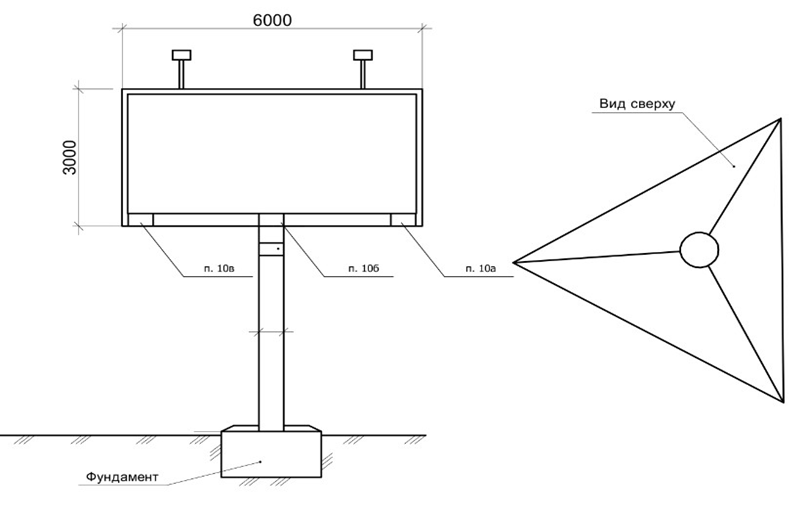 6000
Вид сверху
3000
п. 10в
п. 10б
п. 10а
Фундамент